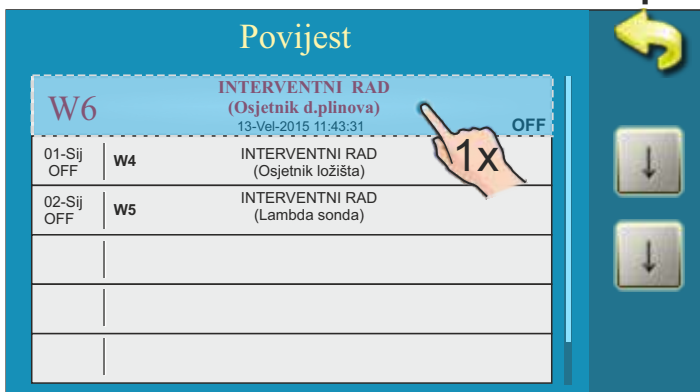 Povijest
W6
INTERVENTNI RAD
(Osjetnik d.plinova)
13-Vel-2015 11:43:31
OFF
1x
01-Sij
OFF
W4
INTERVENTNI RAD
(Osjetnik ložišta)
02-Sij
OFF
W5
INTERVENTNI RAD
(Lambda sonda)